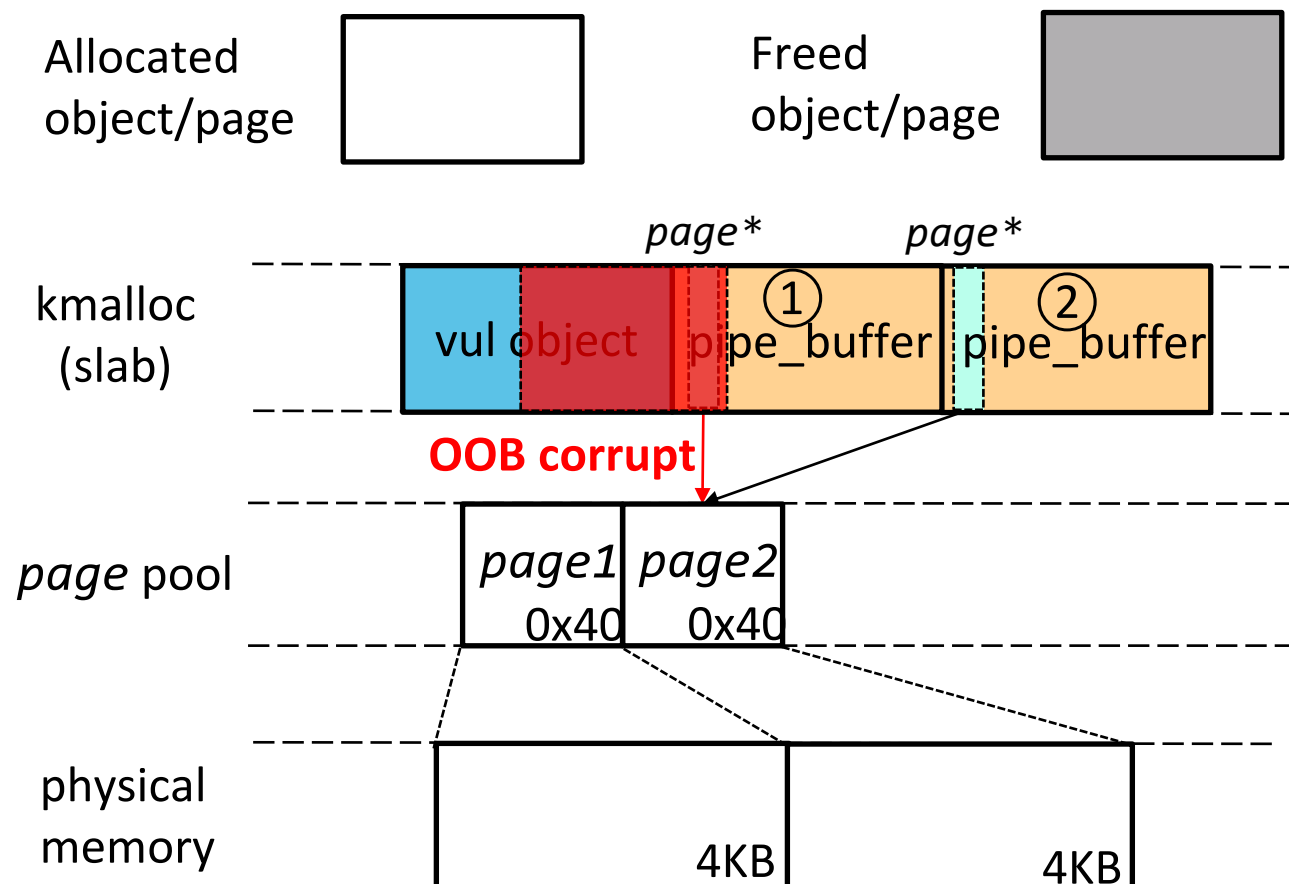 Allocated
object/page
Freed
object/page
page*
page*
kmalloc
(slab)
vul object
1
pipe_buffer
2
pipe_buffer
OOB corrupt
page pool
page1
0x40
page2
0x40
physical
memory
4KB
4KB